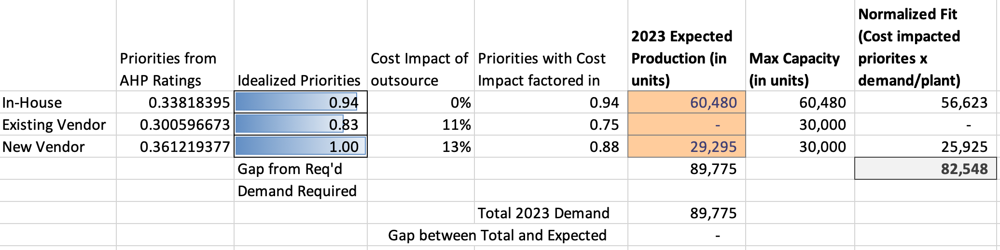 Priorities from AHP Ratings
Idealized Priorities
Cost Impact of outsource
Priorities with Cost Impact factored in
2023 Expected Production (in units)
Max Capacity (in units)
Normalized Fit (Cost impacted priorites x demand/plant)
In-House 0.33818395 0.94 0% 0.94 60,480 60,480 56,623
Existing Vendor 0.300596673 0.83 11% 0.75 - 30,000 -
New Vendor 0.361219377 1.00 13% 0.88 29,295 30,000 25,925
Gap from Req'd 89,775 82,548
Demand Required
Total 2023 Demand 89,775
Gap between Total and Expected -